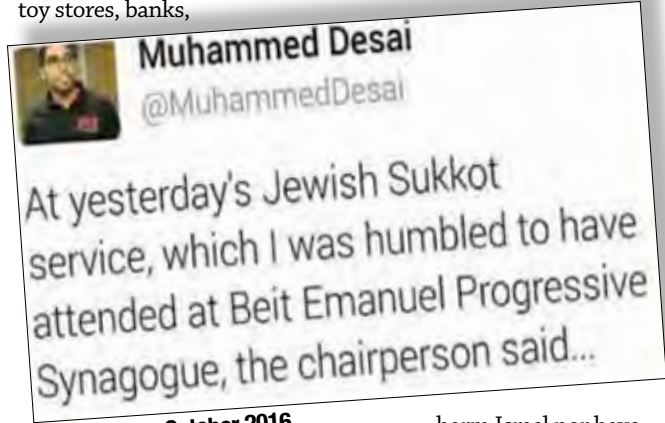 toy stores, banks,
Muhammed Desai
@MuhammedDesai
At yesterday's Jewish Sukkot
service, which I was humbled to have
attended at Beit Emanuel Progressive
Synagogue, the chairperson said...
2016